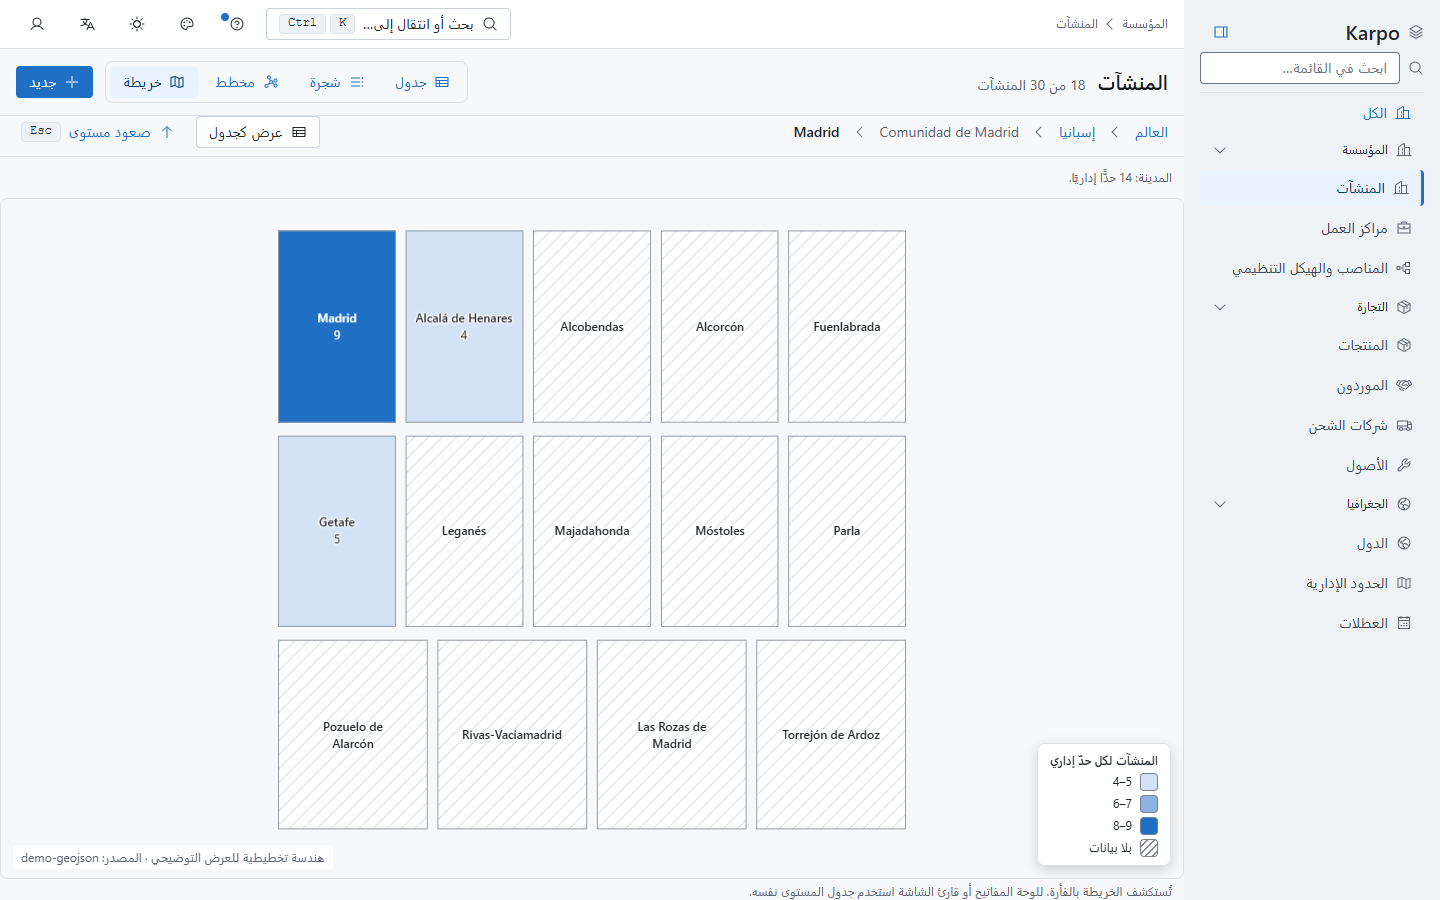 Karpo
ابحث في القائمة...
الكل
المؤسسة
المنشآت
مراكز العمل
المناصب والهيكل التنظيمي
التجارة
المنتجات
الموردون
شركات الشحن
الأصول
الجغرافيا
الدول
الحدود الإدارية
العطلات
المؤسسة
المنشآت
بحث أو انتقال إلى...
Ctrl K
المنشآت
18 من 30 المنشآت
جدول
شجرة
مخطط
خريطة
جديد
العالم
إسبانيا
Comunidad de Madrid
Madrid
عرض كجدول
صعود مستوى
Esc
المدينة: 14 حدًّا إداريًا.
Madrid
9
Alcalá de Henares
4
Alcobendas
Alcorcón
Fuenlabrada
Getafe
5
Leganés
Majadahonda
Móstoles
Parla
Pozuelo de
Alarcón
Rivas-Vaciamadrid
Las Rozas de
Madrid
Torrejón de Ardoz
المنشآت لكل حدّ إداري
4–5
6–7
8–9
بلا بيانات
هندسة تخطيطية للعرض التوضيحي · المصدر: demo-geojson
تُستكشف الخريطة بالفأرة. للوحة المفاتيح أو قارئ الشاشة استخدم جدول المستوى نفسه.